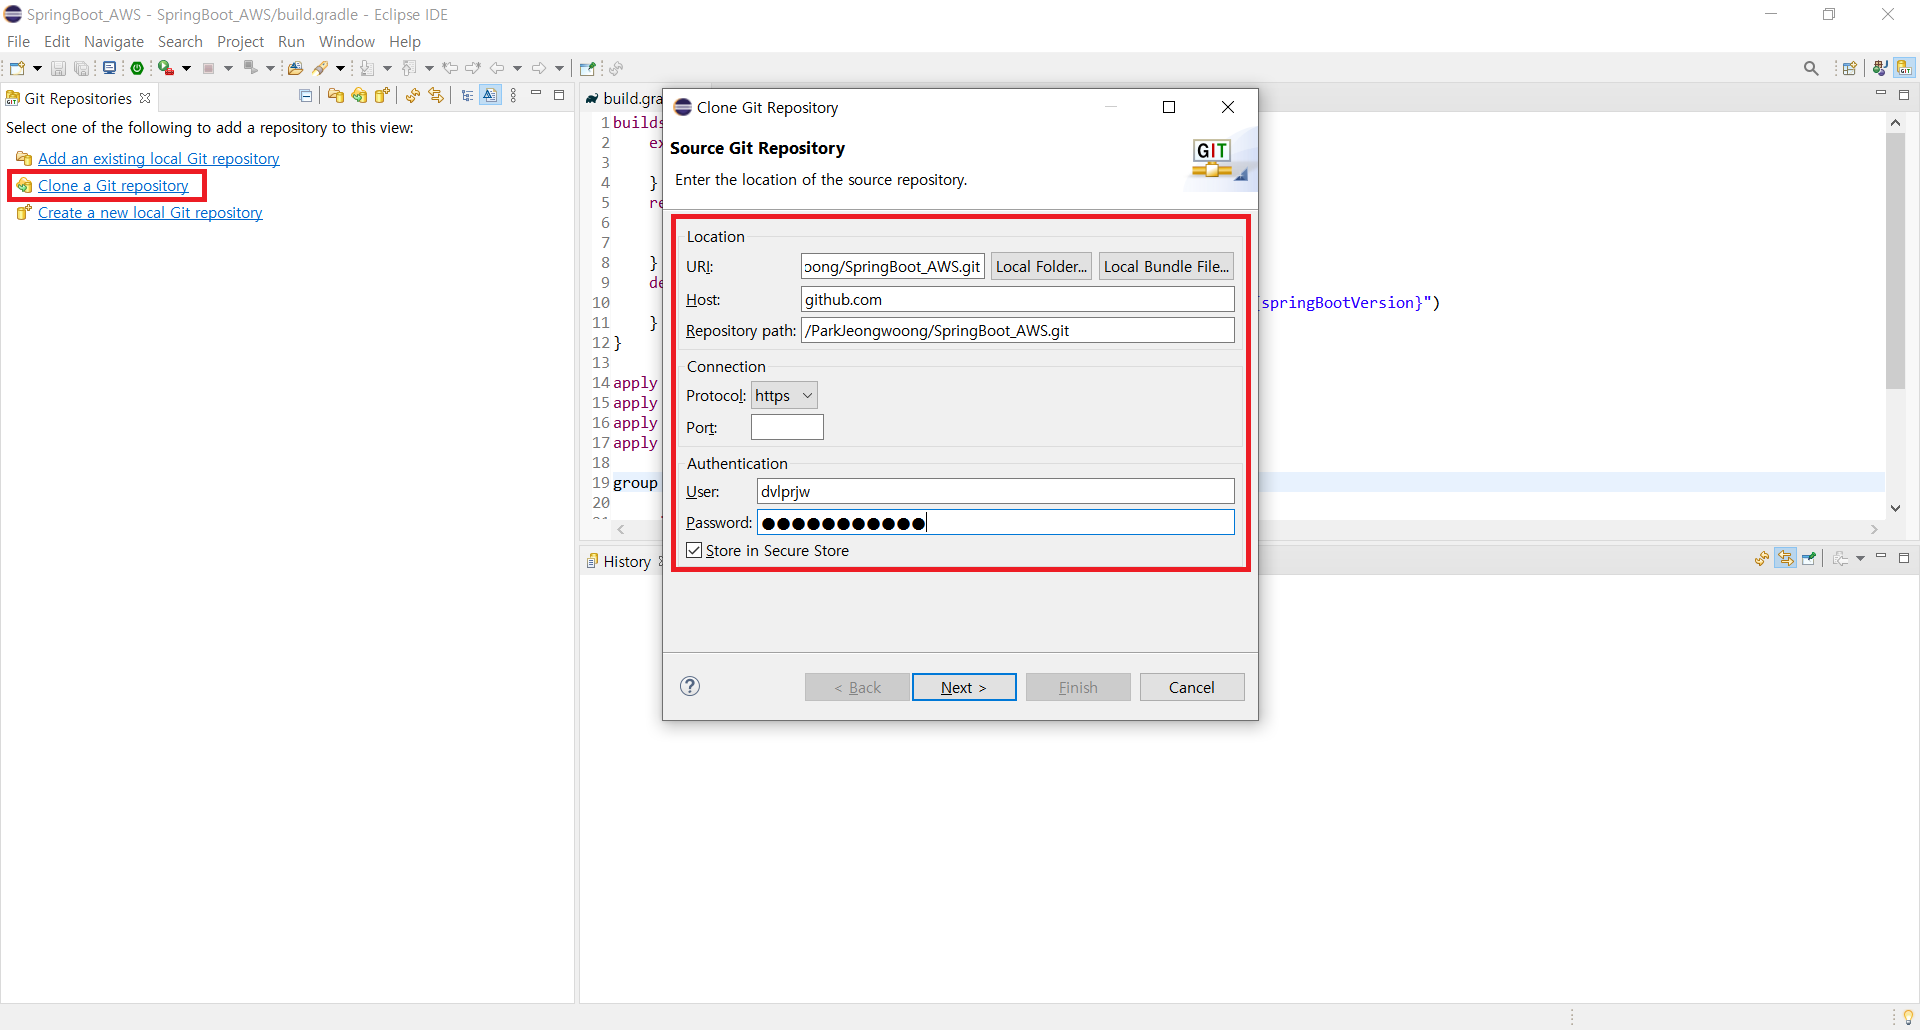 SpringBoot_AWS - SpringBoot_AWS/build.gradle - Eclipse IDE
File Edit Navigate Search Project Run Window Help
Git Repositories
Select one of the following to add a repository to this view:
Add an existing local Git repository
Clone a Git repository
Create a new local Git repository
build.gra
1 builds
2 ex
3
4 }
5 re
6
7
8 }
9 de
10 springBootVersion}")
11 }
12 }
13
14 apply
15 apply
16 apply
17 apply
18
19 group
20
History
Clone Git Repository
Source Git Repository
Enter the location of the source repository.
GIT
Location
URI: oong/SpringBoot_AWS.git Local Folder... Local Bundle File...
Host: github.com
Repository path: /ParkJeongwoong/SpringBoot_AWS.git
Connection
Protocol: https
Port:
Authentication
User: dvlprjw
Password: ●●●●●●●●●●●
Store in Secure Store
< Back Next > Finish Cancel